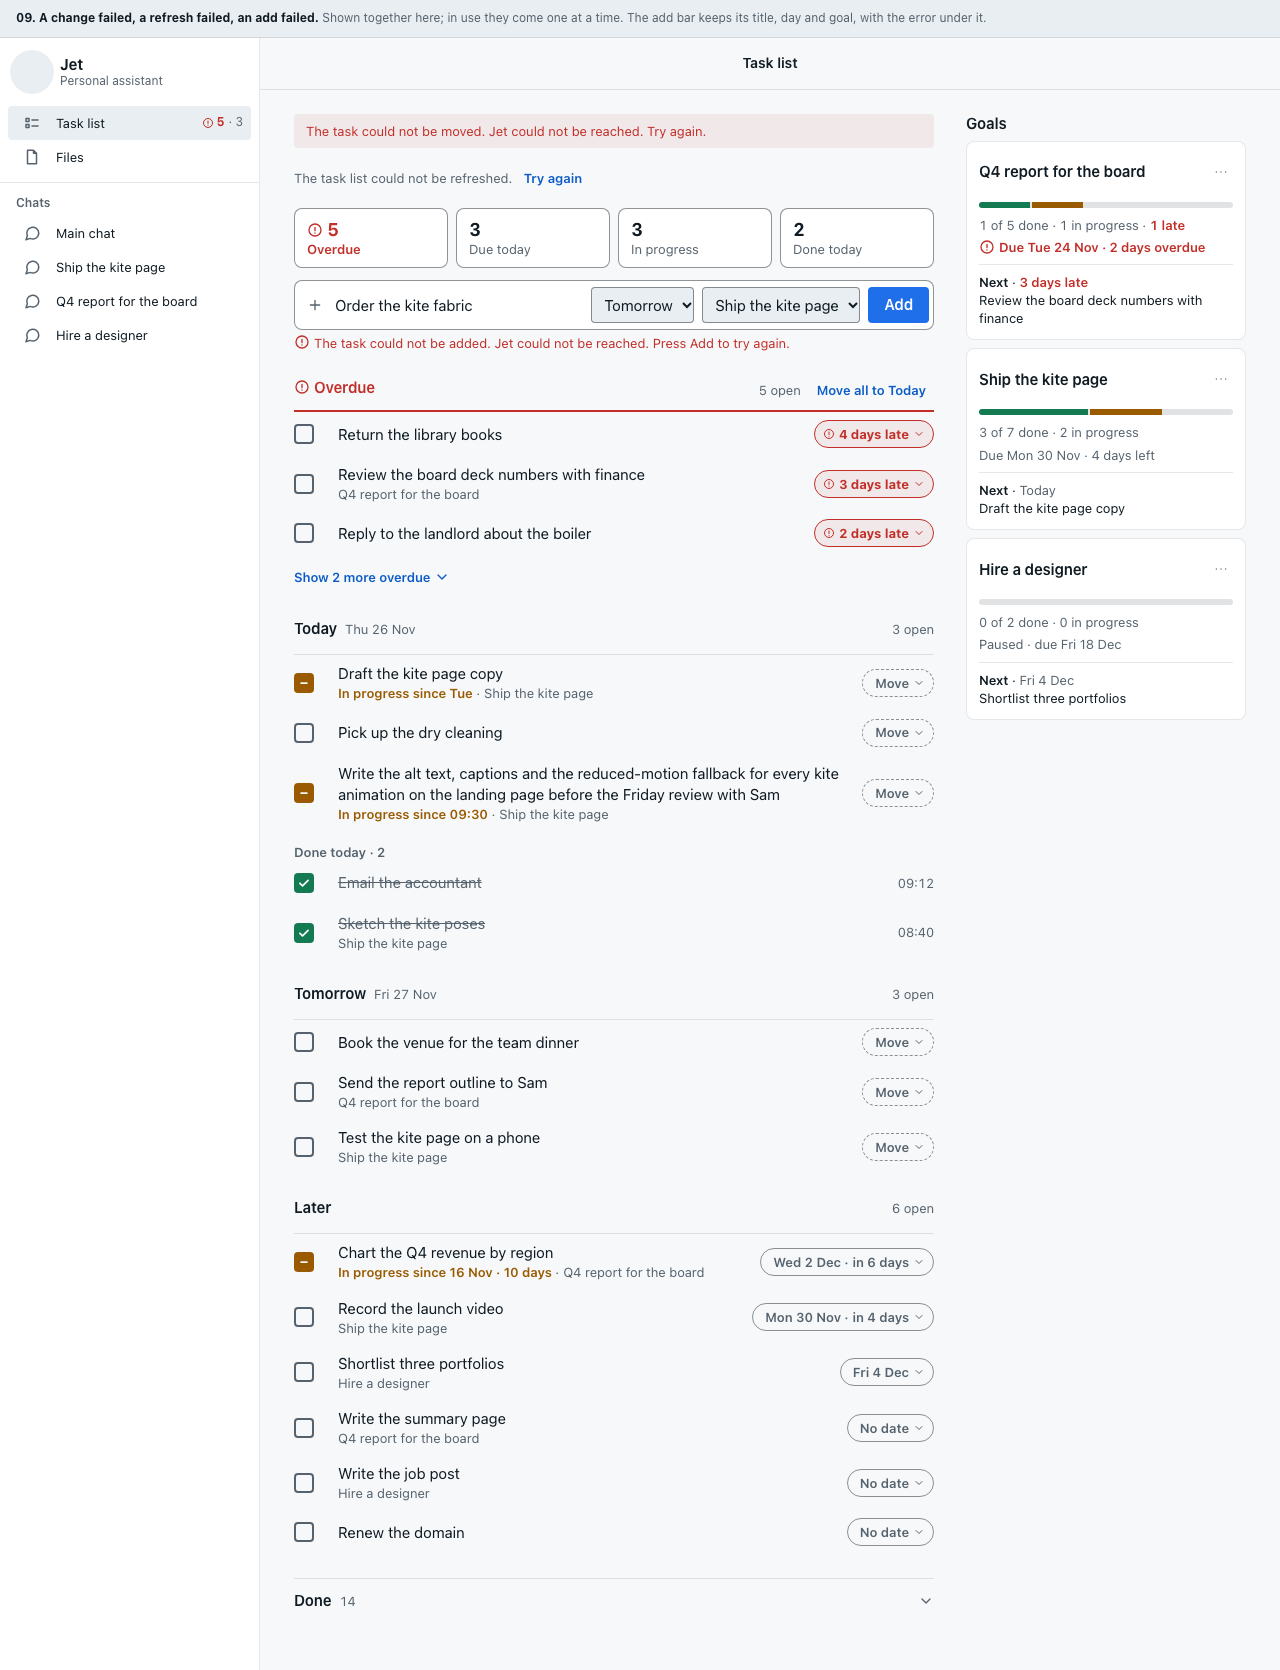 09. A change failed, a refresh failed, an add failed. Shown together here; in use they come one at a time. The add bar keeps its title, day and goal, with the error under it.
Jet
Personal assistant
Task list 5 · 3
Files
Chats
Main chat
Ship the kite page
Q4 report for the board
Hire a designer
Task list
The task could not be moved. Jet could not be reached. Try again.
The task list could not be refreshed. Try again
5
Overdue
3
Due today
3
In progress
2
Done today
Order the kite fabric Tomorrow Ship the kite page Add
The task could not be added. Jet could not be reached. Press Add to try again.
Overdue 5 open Move all to Today
Return the library books 4 days late
Review the board deck numbers with finance
Q4 report for the board
3 days late
Reply to the landlord about the boiler 2 days late
Show 2 more overdue
Today Thu 26 Nov 3 open
Draft the kite page copy
In progress since Tue · Ship the kite page
Move
Pick up the dry cleaning Move
Write the alt text, captions and the reduced-motion fallback for every kite
animation on the landing page before the Friday review with Sam
In progress since 09:30 · Ship the kite page
Move
Done today · 2
Email the accountant 09:12
Sketch the kite poses
Ship the kite page
08:40
Tomorrow Fri 27 Nov 3 open
Book the venue for the team dinner Move
Send the report outline to Sam
Q4 report for the board
Move
Test the kite page on a phone
Ship the kite page
Move
Later 6 open
Chart the Q4 revenue by region
In progress since 16 Nov · 10 days · Q4 report for the board
Wed 2 Dec · in 6 days
Record the launch video
Ship the kite page
Mon 30 Nov · in 4 days
Shortlist three portfolios
Hire a designer
Fri 4 Dec
Write the summary page
Q4 report for the board
No date
Write the job post
Hire a designer
No date
Renew the domain No date
Done 14
Goals
Q4 report for the board
1 of 5 done · 1 in progress · 1 late
Due Tue 24 Nov · 2 days overdue
Next · 3 days late
Review the board deck numbers with
finance
Ship the kite page
3 of 7 done · 2 in progress
Due Mon 30 Nov · 4 days left
Next · Today
Draft the kite page copy
Hire a designer
0 of 2 done · 0 in progress
Paused · due Fri 18 Dec
Next · Fri 4 Dec
Shortlist three portfolios